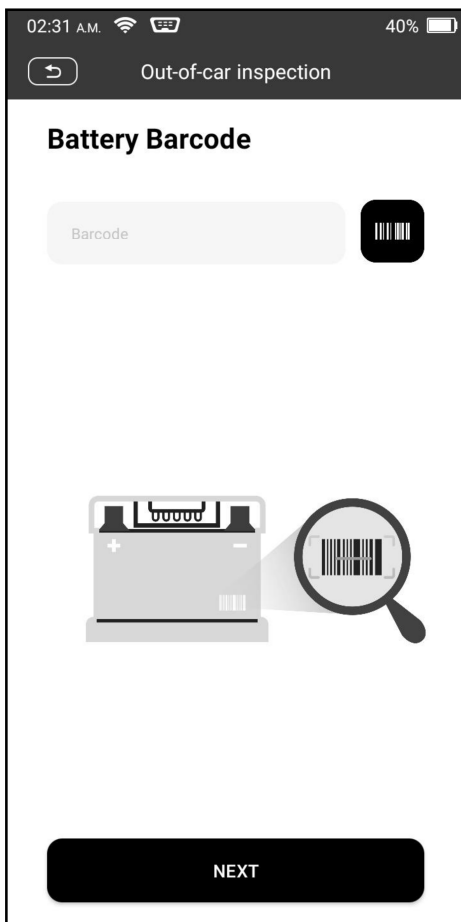 02:31 A.M. 40%
Out-of-car inspection
Battery Barcode
Barcode
+ −
NEXT